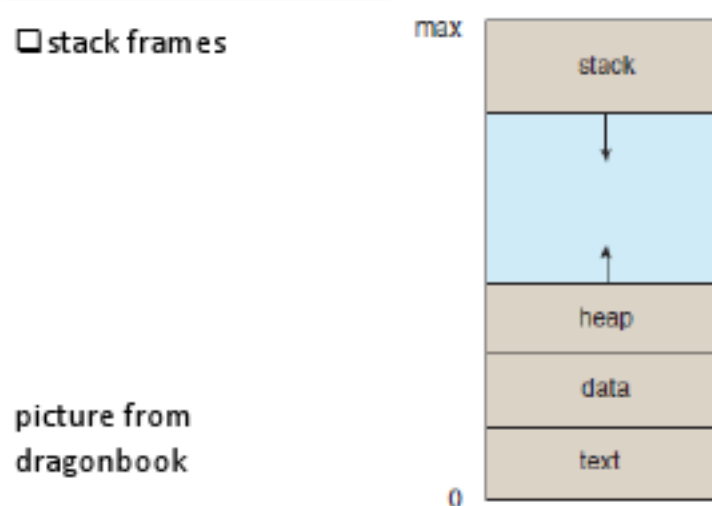 ❑ stack frames
max
stack
heap
data
picture from
dragonbook
text
0